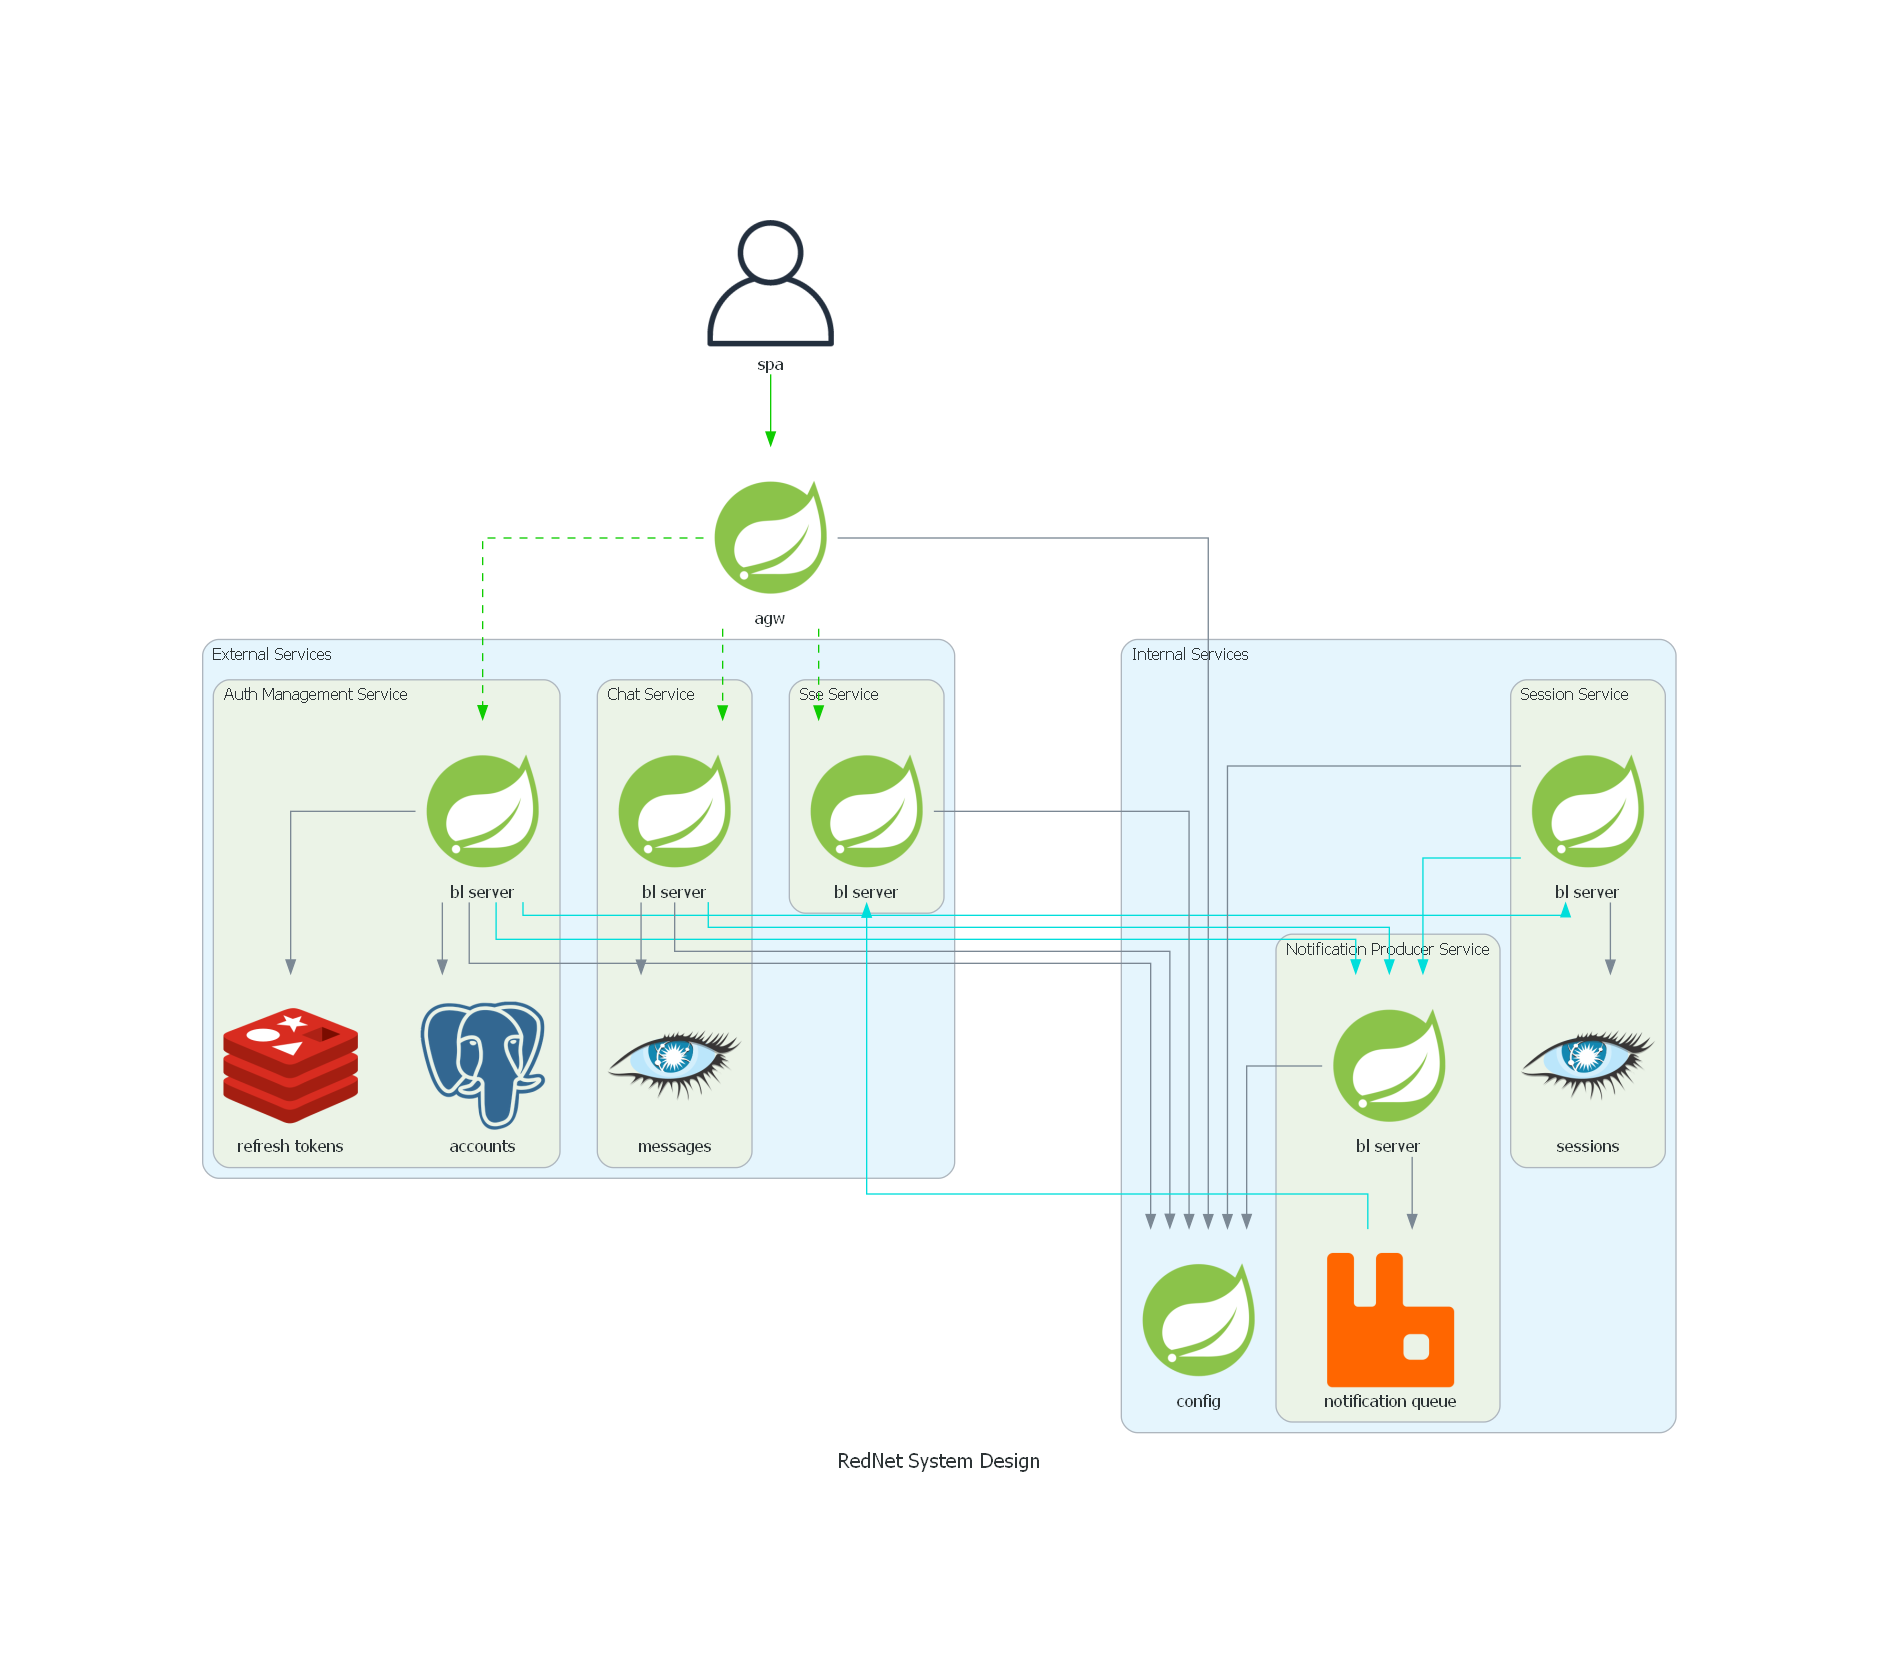 spa
agw
External Services
Internal Services
Auth Management Service
Chat Service
Sse Service
Session Service
bl server
bl server
bl server
bl server
Notification Producer Service
refresh tokens
accounts
messages
bl server
sessions
config
notification queue
RedNet System Design